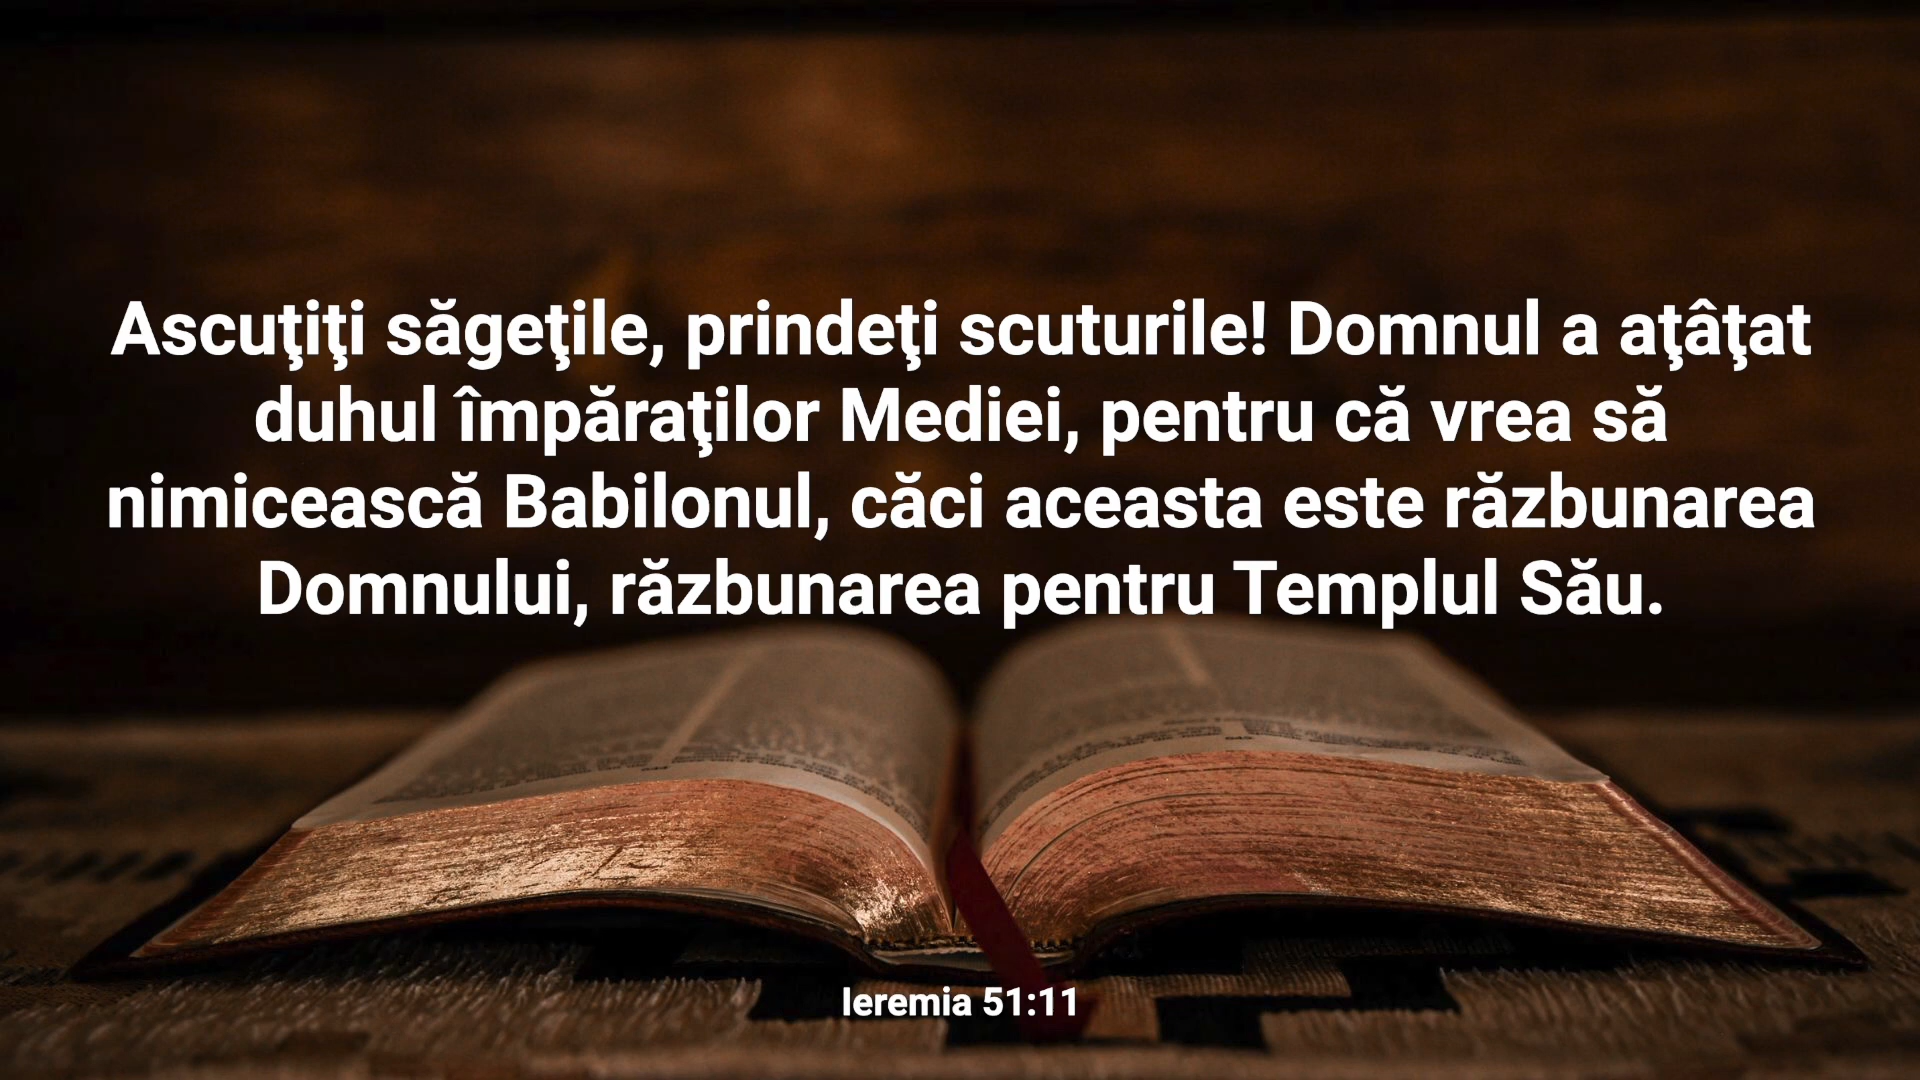 Ascuţiţi săgeţile, prindeţi scuturile! Domnul a aţâţat
duhul împăraţilor Mediei, pentru că vrea să
nimicească Babilonul, căci aceasta este răzbunarea
Domnului, răzbunarea pentru Templul Său.
Ieremia 51:11